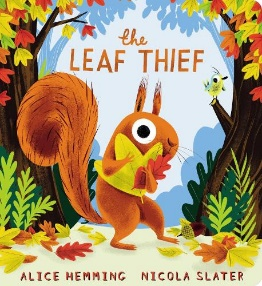 the
LEAF THIEF
ALICE HEMMING NICOLA SLATER